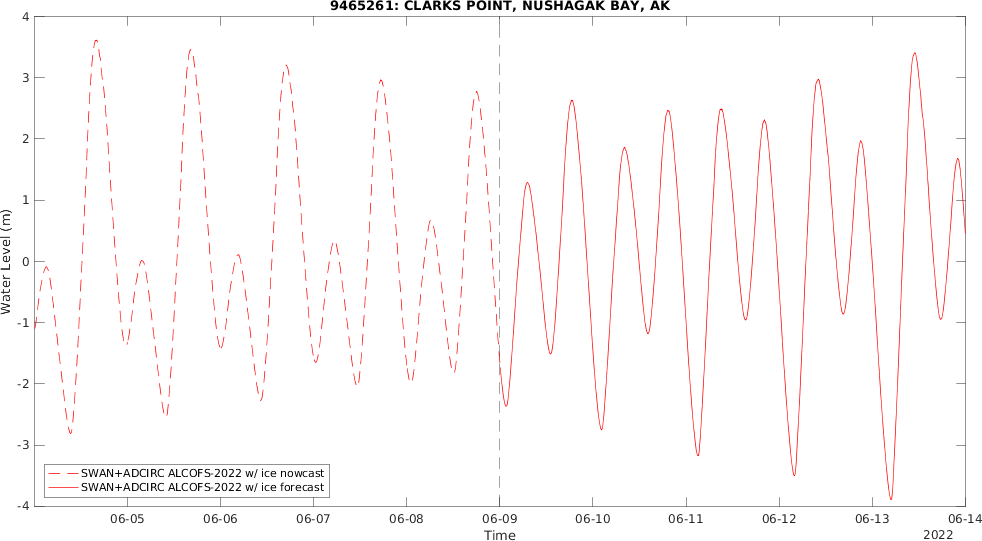 9465261: CLARKS POINT, NUSHAGAK BAY, AK
4
3
2
1
0
-1
-2
-3
-4
Water Level (m)
SWAN+ADCIRC ALCOFS-2022 w/ ice nowcast
SWAN+ADCIRC ALCOFS-2022 w/ ice forecast
06-05 06-06 06-07 06-08 06-09 06-10 06-11 06-12 06-13 06-14
Time
2022